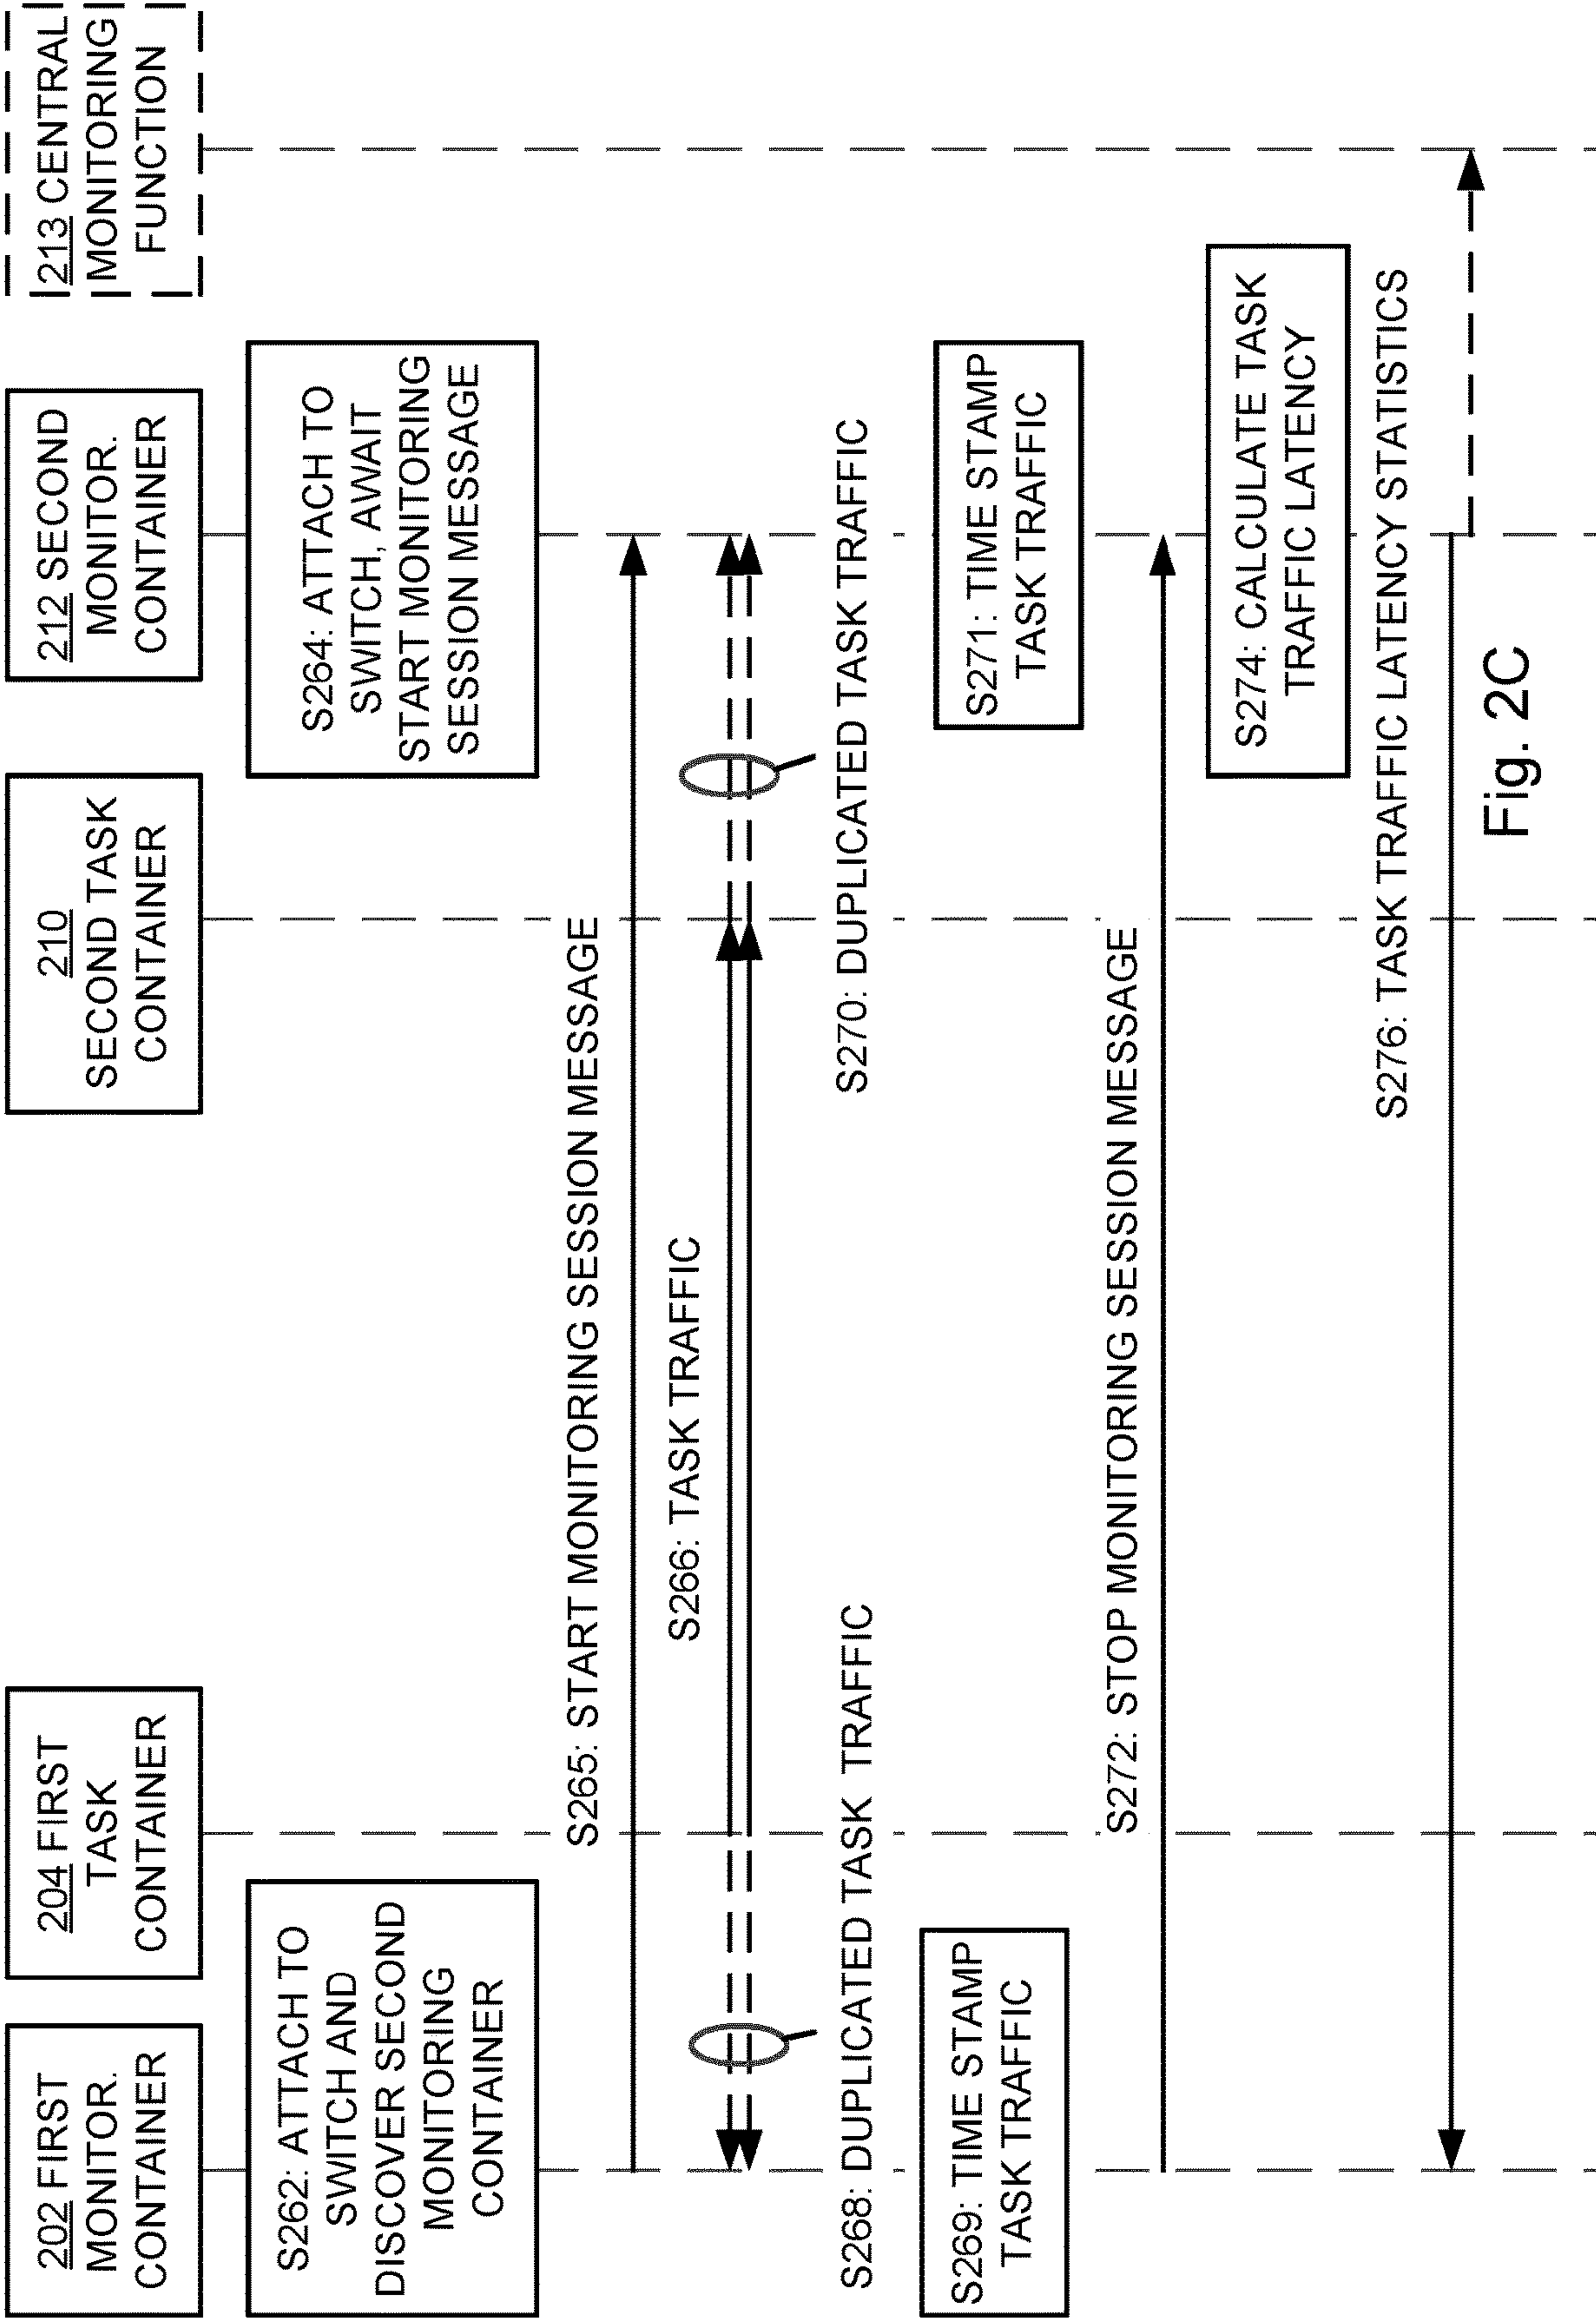 202 FIRST
MONITOR.
CONTAINER
204 FIRST
TASK
CONTAINER
210
SECOND TASK
CONTAINER
212 SECOND
MONITOR.
CONTAINER
213 CENTRAL
MONITORING
FUNCTION
S262: ATTACH TO
SWITCH AND
DISCOVER SECOND
MONITORING
CONTAINER
S264: ATTACH TO
SWITCH, AWAIT
START MONITORING
SESSION MESSAGE
S265: START MONITORING SESSION MESSAGE
S266: TASK TRAFFIC
S268: DUPLICATED TASK TRAFFIC
S270: DUPLICATED TASK TRAFFIC
S269: TIME STAMP
TASK TRAFFIC
S271: TIME STAMP
TASK TRAFFIC
S272: STOP MONITORING SESSION MESSAGE
S274: CALCULATE TASK
TRAFFIC LATENCY
S276: TASK TRAFFIC LATENCY STATISTICS
Fig. 2C